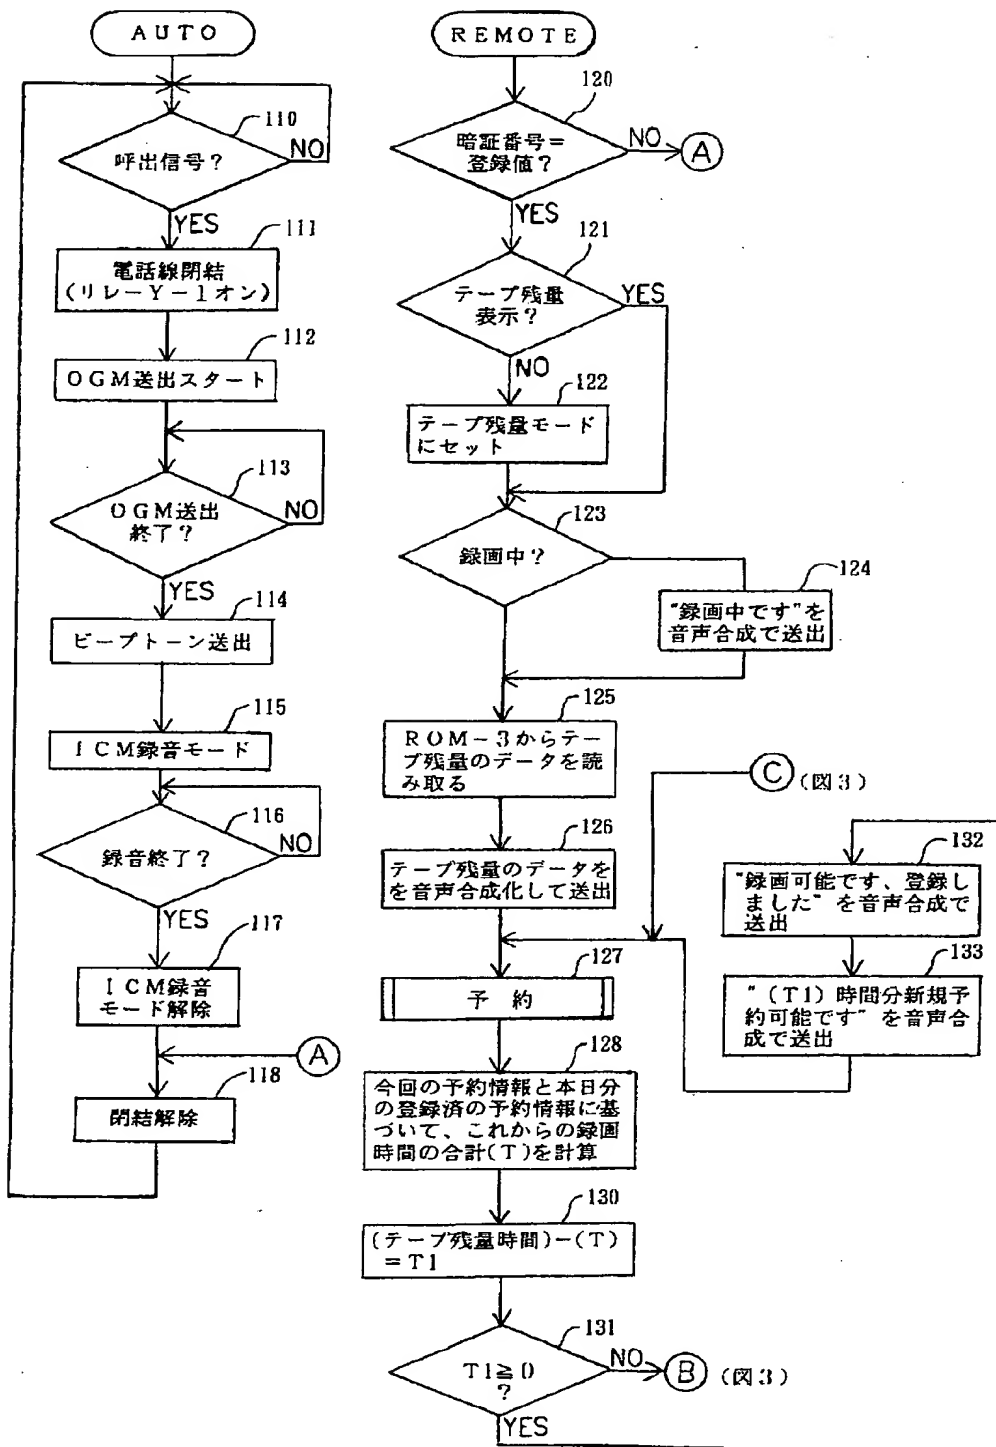 AUTO
110
呼出信号?
NO
YES
111
電話線閉結
(リレーY-1オン)
112
OGM送出スタート
113
OGM送出
終了?
NO
YES
114
ビープトーン送出
115
ICM録音モード
116
録音終了?
NO
YES
117
ICM録音
モード解除
A
118
閉結解除
REMOTE
120
暗証番号=
登録値?
NO
A
YES
121
テープ残量
表示?
YES
NO
122
テープ残量モード
にセット
123
録画中?
124
"録画中です"を
音声合成で送出
125
ROM-3からテー
プ残量のデータを読
み取る
C
(図3)
126
テープ残量のデータを
を音声合成化して送出
132
"録画可能です、登録し
ました"を音声合成で
送出
133
"(T1)時間分新規予
約可能です"を音声合
成で送出
127
予約
128
今回の予約情報と本日分
の登録済の予約情報に基
づいて、これからの録画
時間の合計(T)を計算
130
(テープ残量時間)-(T)
=T1
131
T1≧0
?
NO
B
(図3)
YES